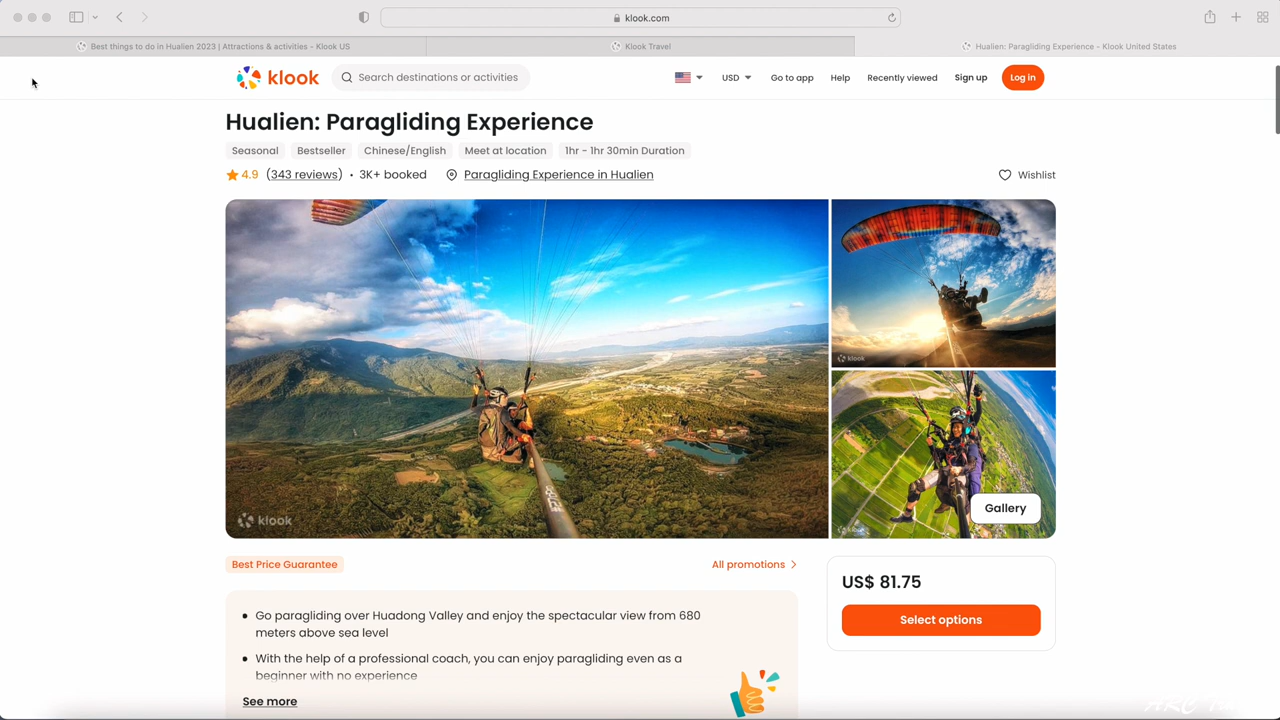 klook.com
Best things to do in Hualien 2023 | Attractions & activities - Klook US
Klook Travel
Hualien: Paragliding Experience - Klook United States
klook
Search destinations or activities
USD
Go to app
Help
Recently viewed
Sign up
Log in
Hualien: Paragliding Experience
Seasonal
Bestseller
Chinese/English
Meet at location
1hr - 1hr 30min Duration
4.9 (343 reviews) • 3K+ booked
Paragliding Experience in Hualien
Wishlist
klook
klook
Gallery
Best Price Guarantee
All promotions
US$ 81.75
Select options
• Go paragliding over Huadong Valley and enjoy the spectacular view from 680
meters above sea level
• With the help of a professional coach, you can enjoy paragliding even as a
beginner with no experience
See more